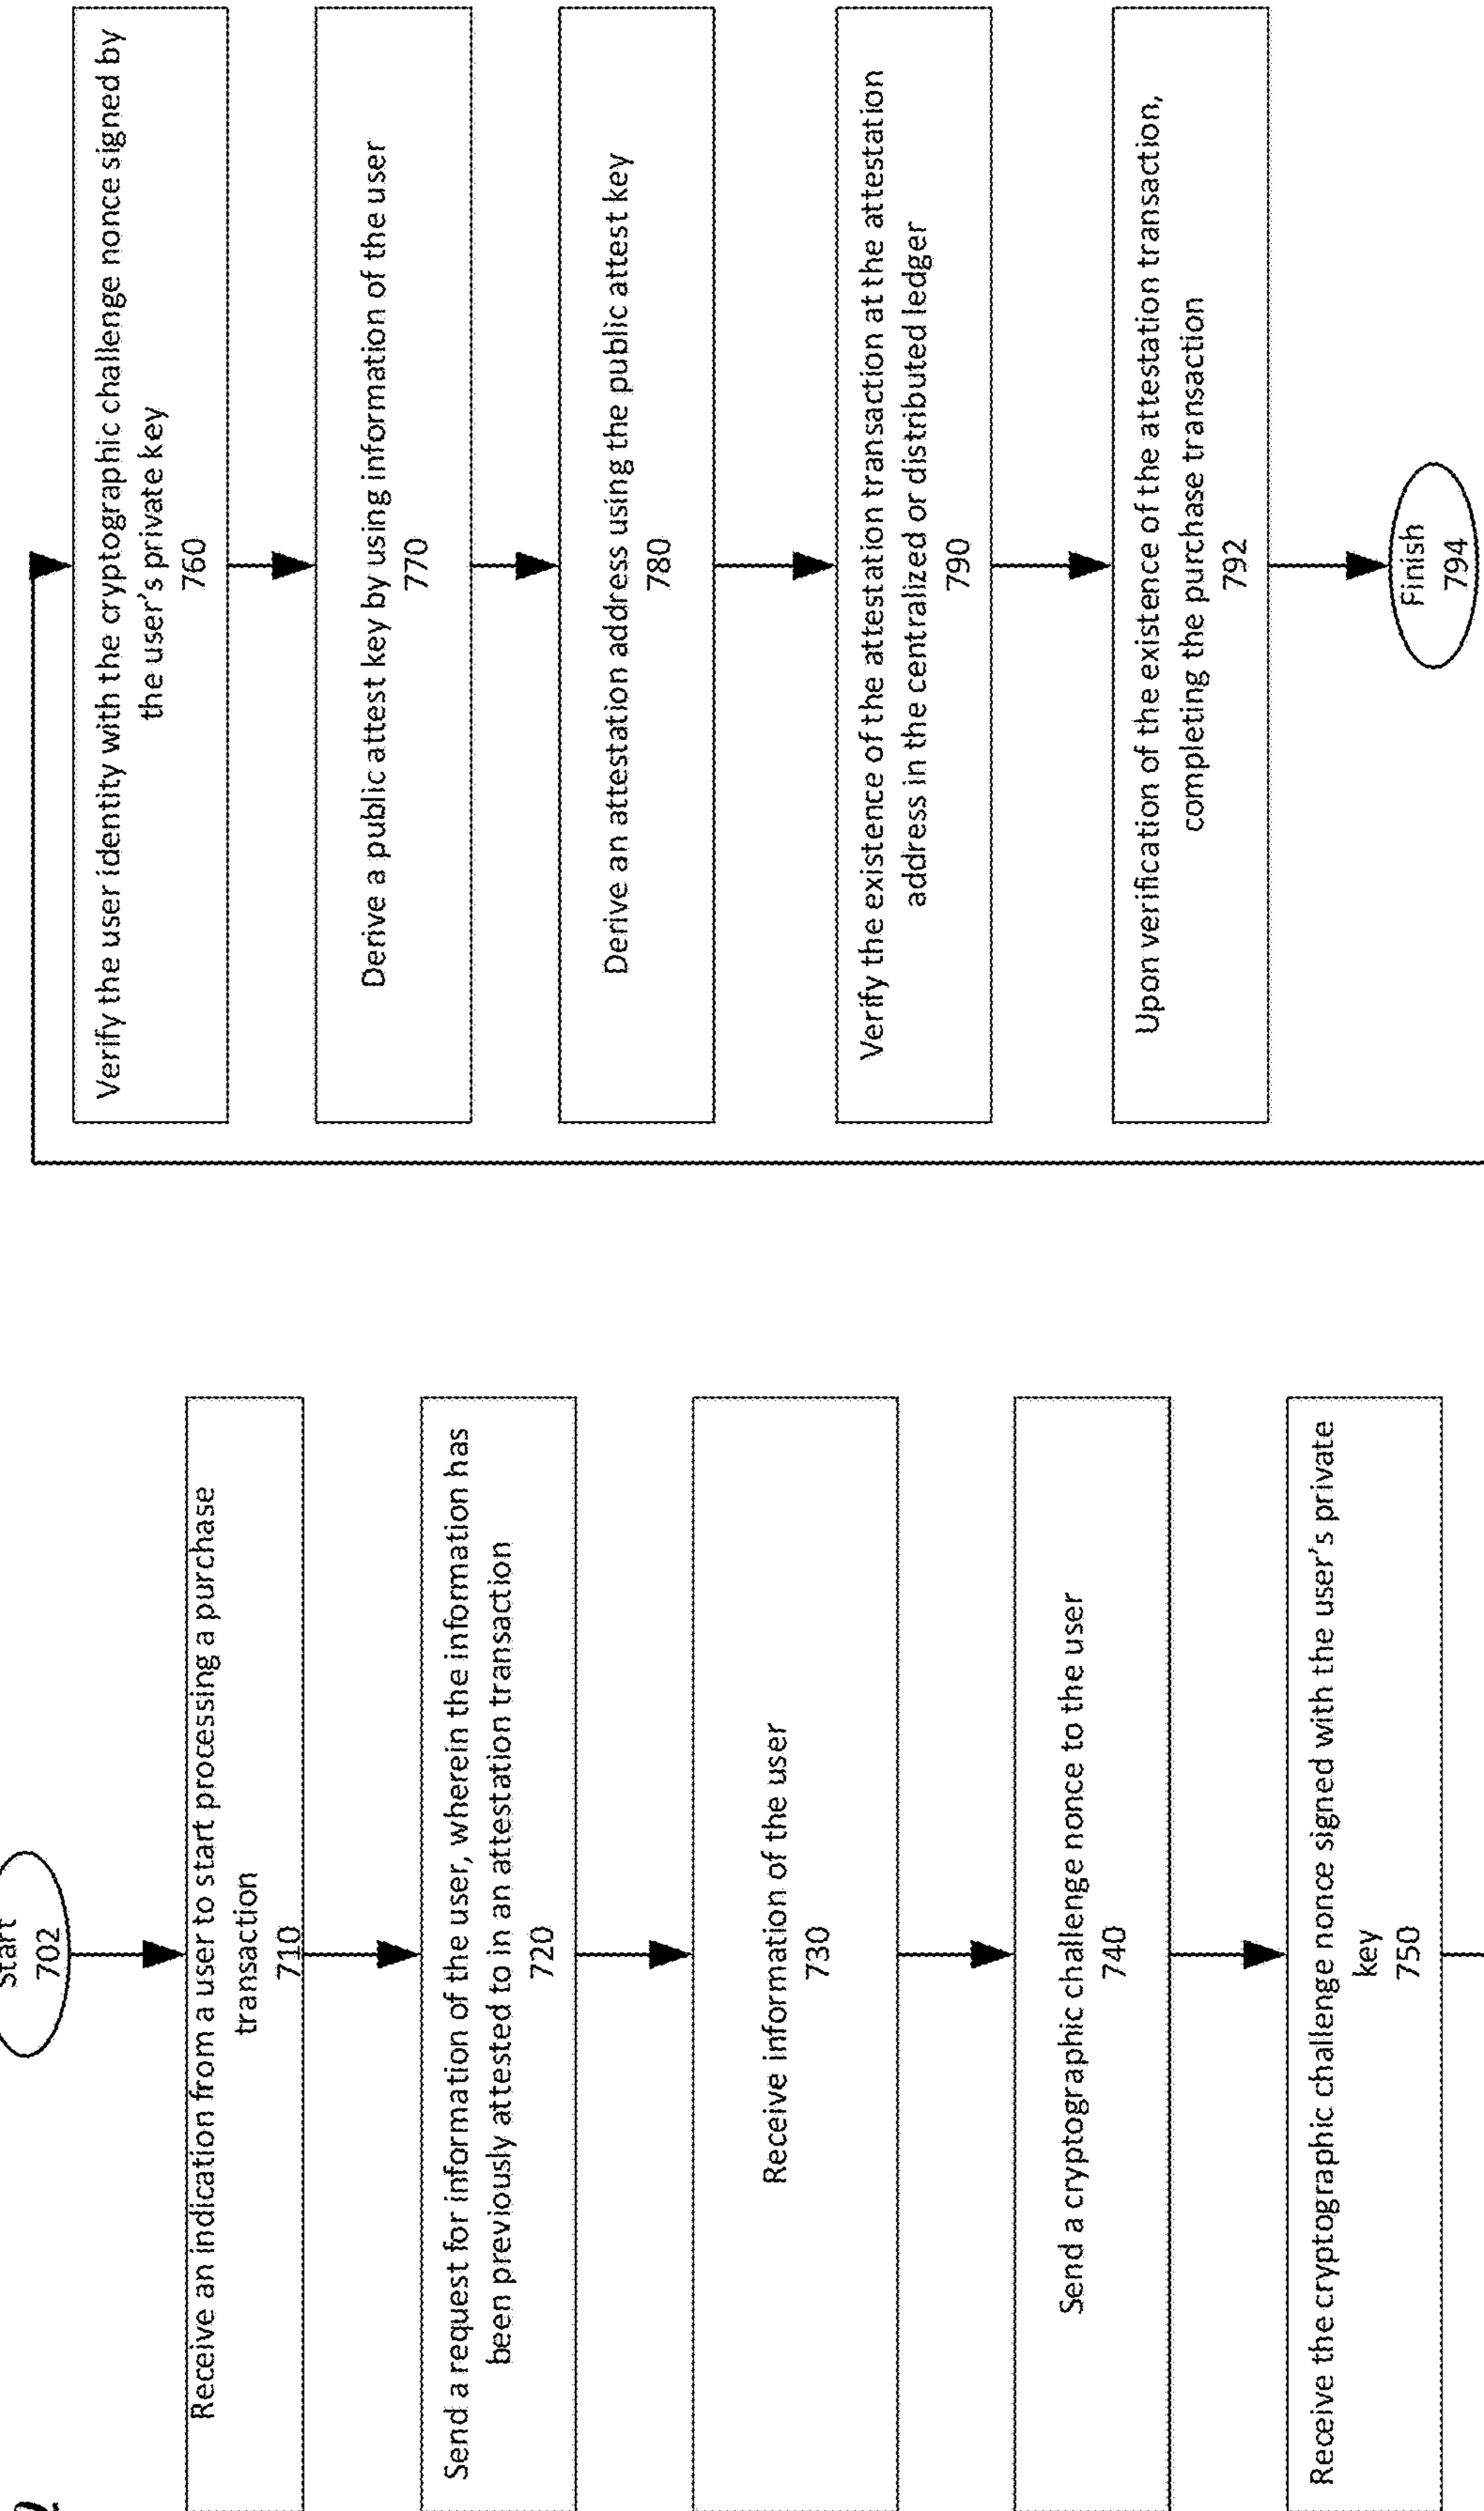 Start
702
Receive an indication from a user to start processing a purchase
transaction
710
Send a request for information of the user, wherein the information has
been previously attested to in an attestation transaction
720
Receive information of the user
730
Send a cryptographic challenge nonce to the user
740
Receive the cryptographic challenge nonce signed with the user's private
key
750
Verify the user identity with the cryptographic challenge nonce signed by
the user's private key
760
Derive a public attest key by using information of the user
770
Derive an attestation address using the public attest key
780
Verify the existence of the attestation transaction at the attestation
address in the centralized or distributed ledger
790
Upon verification of the existence of the attestation transaction,
completing the purchase transaction
792
Finish
794